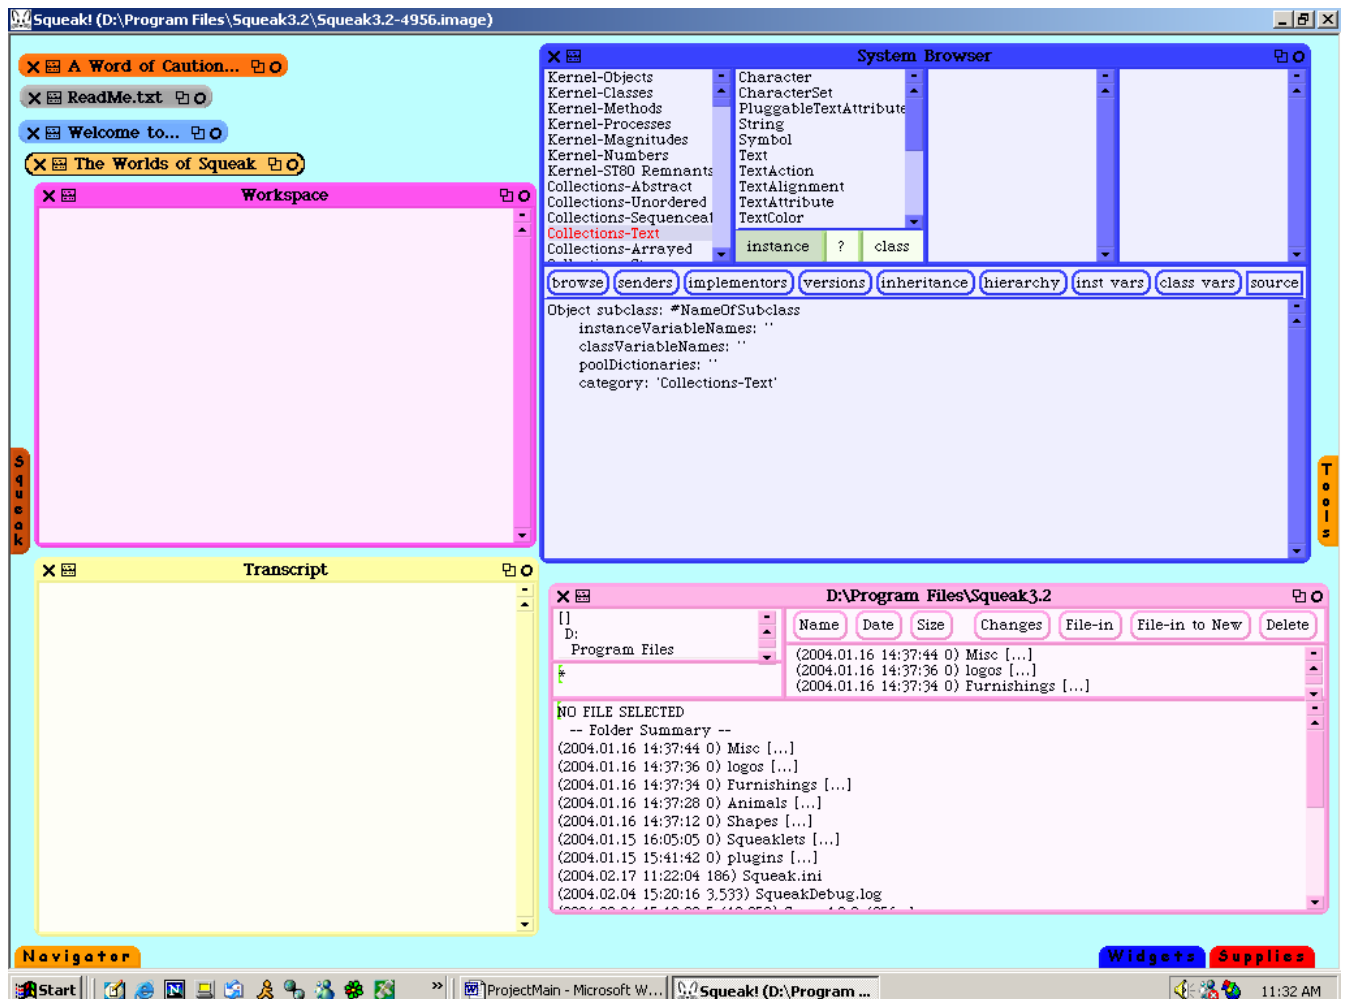 Squeak! (D:\Program Files\Squeak3.2\Squeak3.2-4956.image)
A Word of Caution...
ReadMe.txt
Welcome to...
The Worlds of Squeak
Workspace
Squeak
Transcript
Navigator
System Browser
Kernel-Objects
Kernel-Classes
Kernel-Methods
Kernel-Processes
Kernel-Magnitudes
Kernel-Numbers
Kernel-ST80 Remnants
Collections-Abstract
Collections-Unordered
Collections-Sequenceat
Collections-Text
Collections-Arrayed
Character
CharacterSet
PluggableTextAttribute
String
Symbol
Text
TextAction
TextAlignment
TextAttribute
TextColor
instance ? class
browse senders implementors versions inheritance hierarchy inst vars class vars source
Object subclass: #NameOfSubclass
instanceVariableNames: ''
classVariableNames: ''
poolDictionaries: ''
category: 'Collections-Text'
Tools
D:\Program Files\Squeak3.2
[]
D:
Program Files
*
Name Date Size Changes File-in File-in to New Delete
(2004.01.16 14:37:44 0) Misc [...]
(2004.01.16 14:37:36 0) logos [...]
(2004.01.16 14:37:34 0) Furnishings [...]
NO FILE SELECTED
-- Folder Summary --
(2004.01.16 14:37:44 0) Misc [...]
(2004.01.16 14:37:36 0) logos [...]
(2004.01.16 14:37:34 0) Furnishings [...]
(2004.01.16 14:37:28 0) Animals [...]
(2004.01.16 14:37:12 0) Shapes [...]
(2004.01.15 16:05:05 0) Squeaklets [...]
(2004.01.15 15:41:42 0) plugins [...]
(2004.02.17 11:22:04 186) Squeak.ini
(2004.02.04 15:20:16 3,533) SqueakDebug.log
Widgets Supplies
Start » ProjectMain - Microsoft W... Squeak! (D:\Program ... 11:32 AM